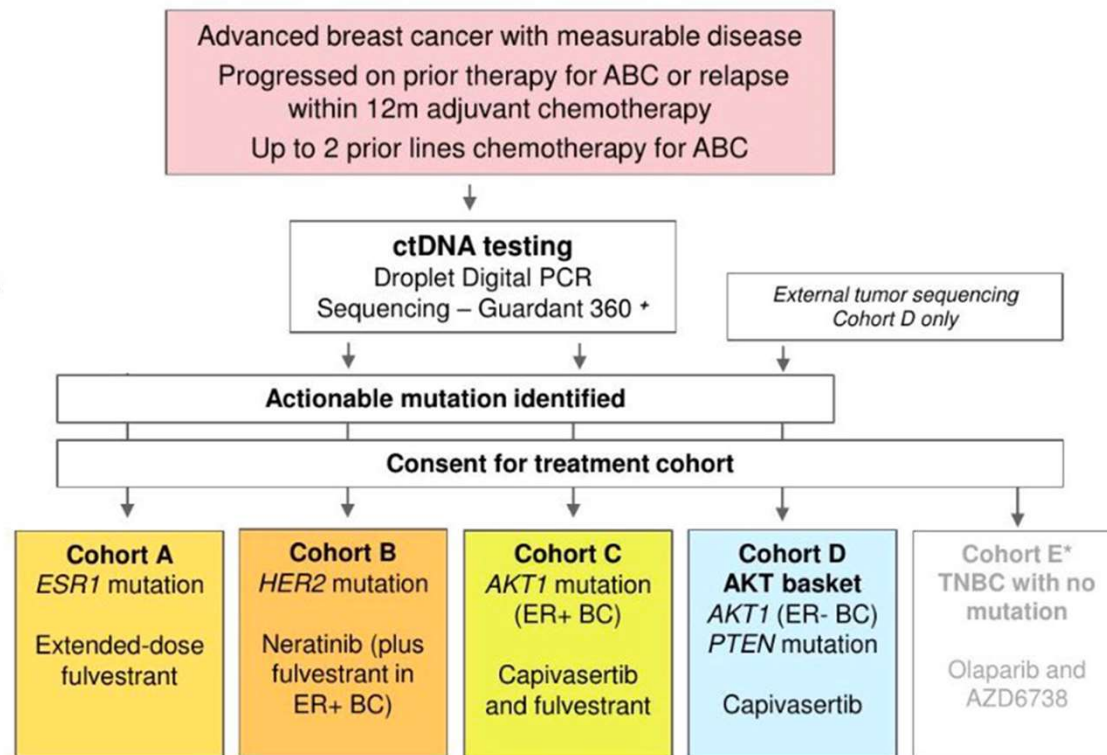 Advanced breast cancer with measurable disease
Progressed on prior therapy for ABC or relapse
within 12m adjuvant chemotherapy
Up to 2 prior lines chemotherapy for ABC
ctDNA testing
Droplet Digital PCR
Sequencing – Guardant 360 +
External tumor sequencing
Cohort D only
Actionable mutation identified
Consent for treatment cohort
Cohort A
ESR1 mutation
Extended-dose
fulvestrant
Cohort B
HER2 mutation
Neratinib (plus
fulvestrant in
ER+ BC)
Cohort C
AKT1 mutation
(ER+ BC)
Capivasertib
and fulvestrant
Cohort D
AKT basket
AKT1 (ER- BC)
PTEN mutation
Capivasertib
Cohort E*
TNBC with no
mutation
Olaparib and
AZD6738